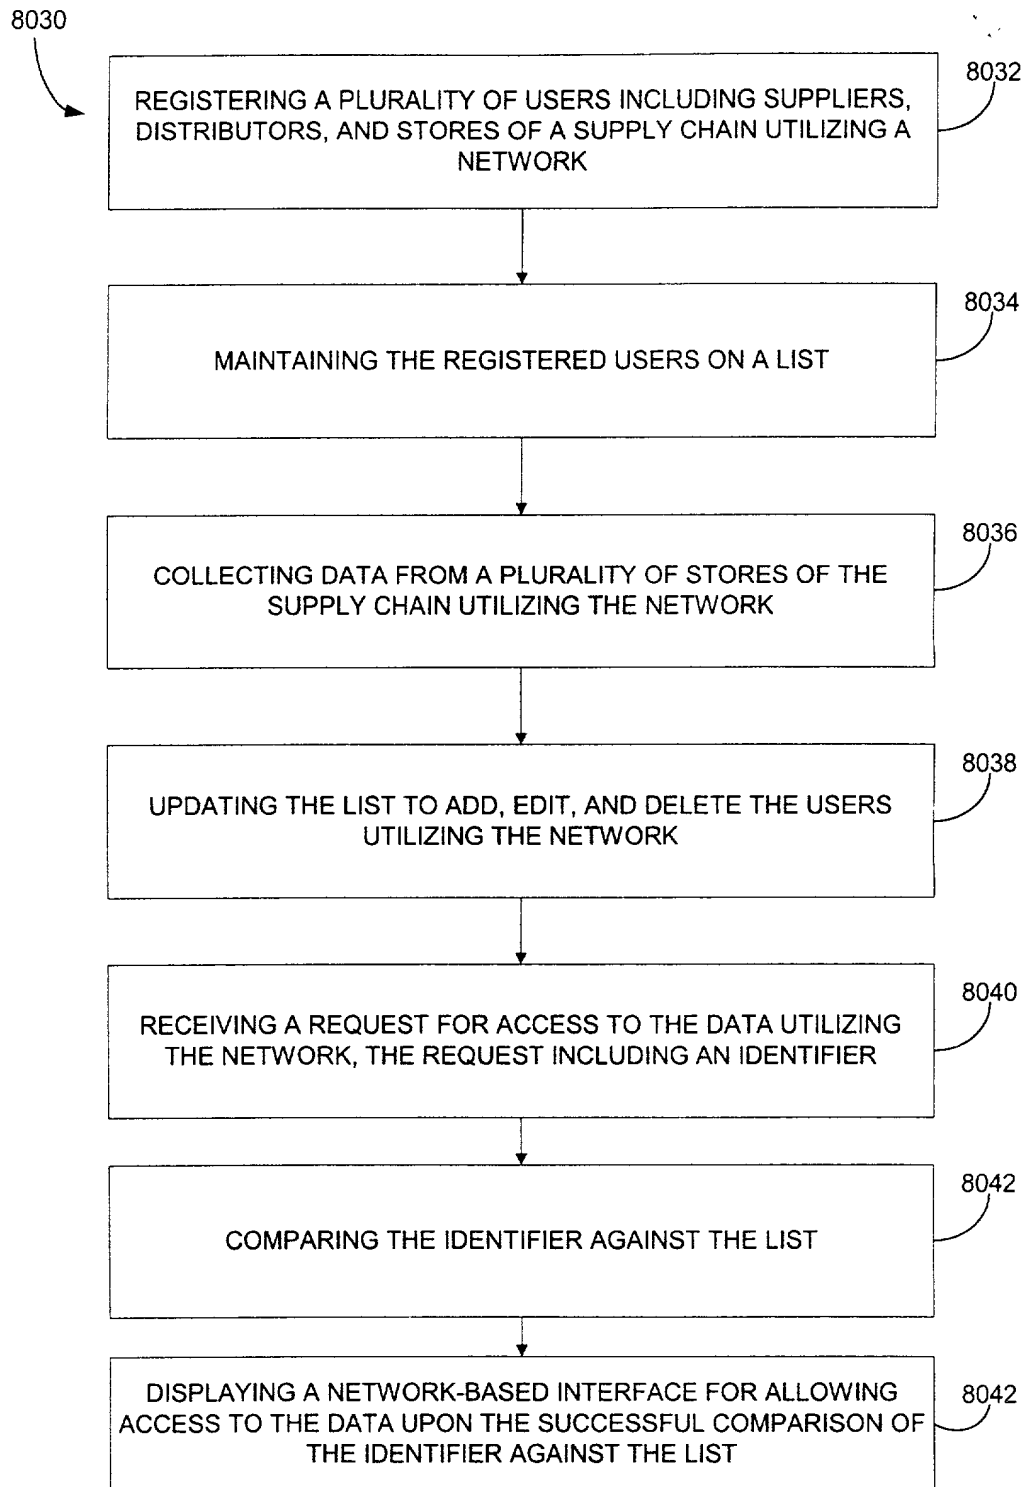 8030
8032
REGISTERING A PLURALITY OF USERS INCLUDING SUPPLIERS,
DISTRIBUTORS, AND STORES OF A SUPPLY CHAIN UTILIZING A
NETWORK
8034
MAINTAINING THE REGISTERED USERS ON A LIST
8036
COLLECTING DATA FROM A PLURALITY OF STORES OF THE
SUPPLY CHAIN UTILIZING THE NETWORK
8038
UPDATING THE LIST TO ADD, EDIT, AND DELETE THE USERS
UTILIZING THE NETWORK
8040
RECEIVING A REQUEST FOR ACCESS TO THE DATA UTILIZING
THE NETWORK, THE REQUEST INCLUDING AN IDENTIFIER
8042
COMPARING THE IDENTIFIER AGAINST THE LIST
8042
DISPLAYING A NETWORK-BASED INTERFACE FOR ALLOWING
ACCESS TO THE DATA UPON THE SUCCESSFUL COMPARISON OF
THE IDENTIFIER AGAINST THE LIST